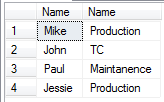 Name Name
1 Mike Production
2 John TC
3 Paul Maintanence
4 Jessie Production